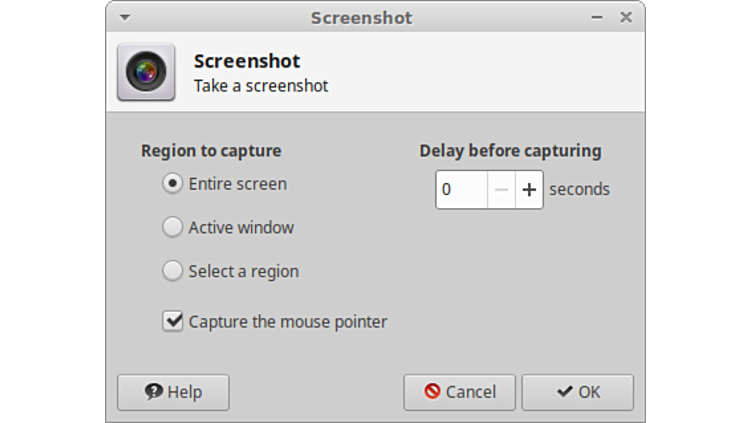 Screenshot
Screenshot
Take a screenshot
Region to capture
Entire screen
Active window
Select a region
Capture the mouse pointer
Delay before capturing
0 seconds
Help
Cancel
OK